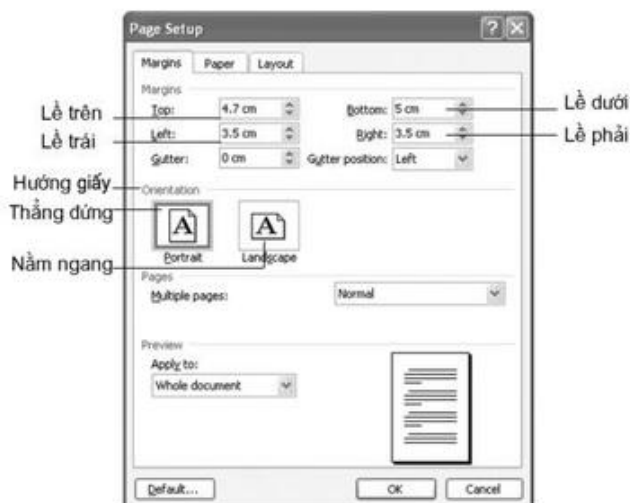 Page Setup
Margins Paper Layout
Margins
Lề trên Top: 4.7 cm Bottom: 5 cm Lề dưới
Lề trái Left: 3.5 cm Right: 3.5 cm Lề phải
Gutter: 0 cm Gutter position: Left
Hướng giấy Orientation
Thẳng đứng A A
Nằm ngang Portrait Landscape
Pages
Multiple pages: Normal
Preview
Apply to:
Whole document
Default... OK Cancel